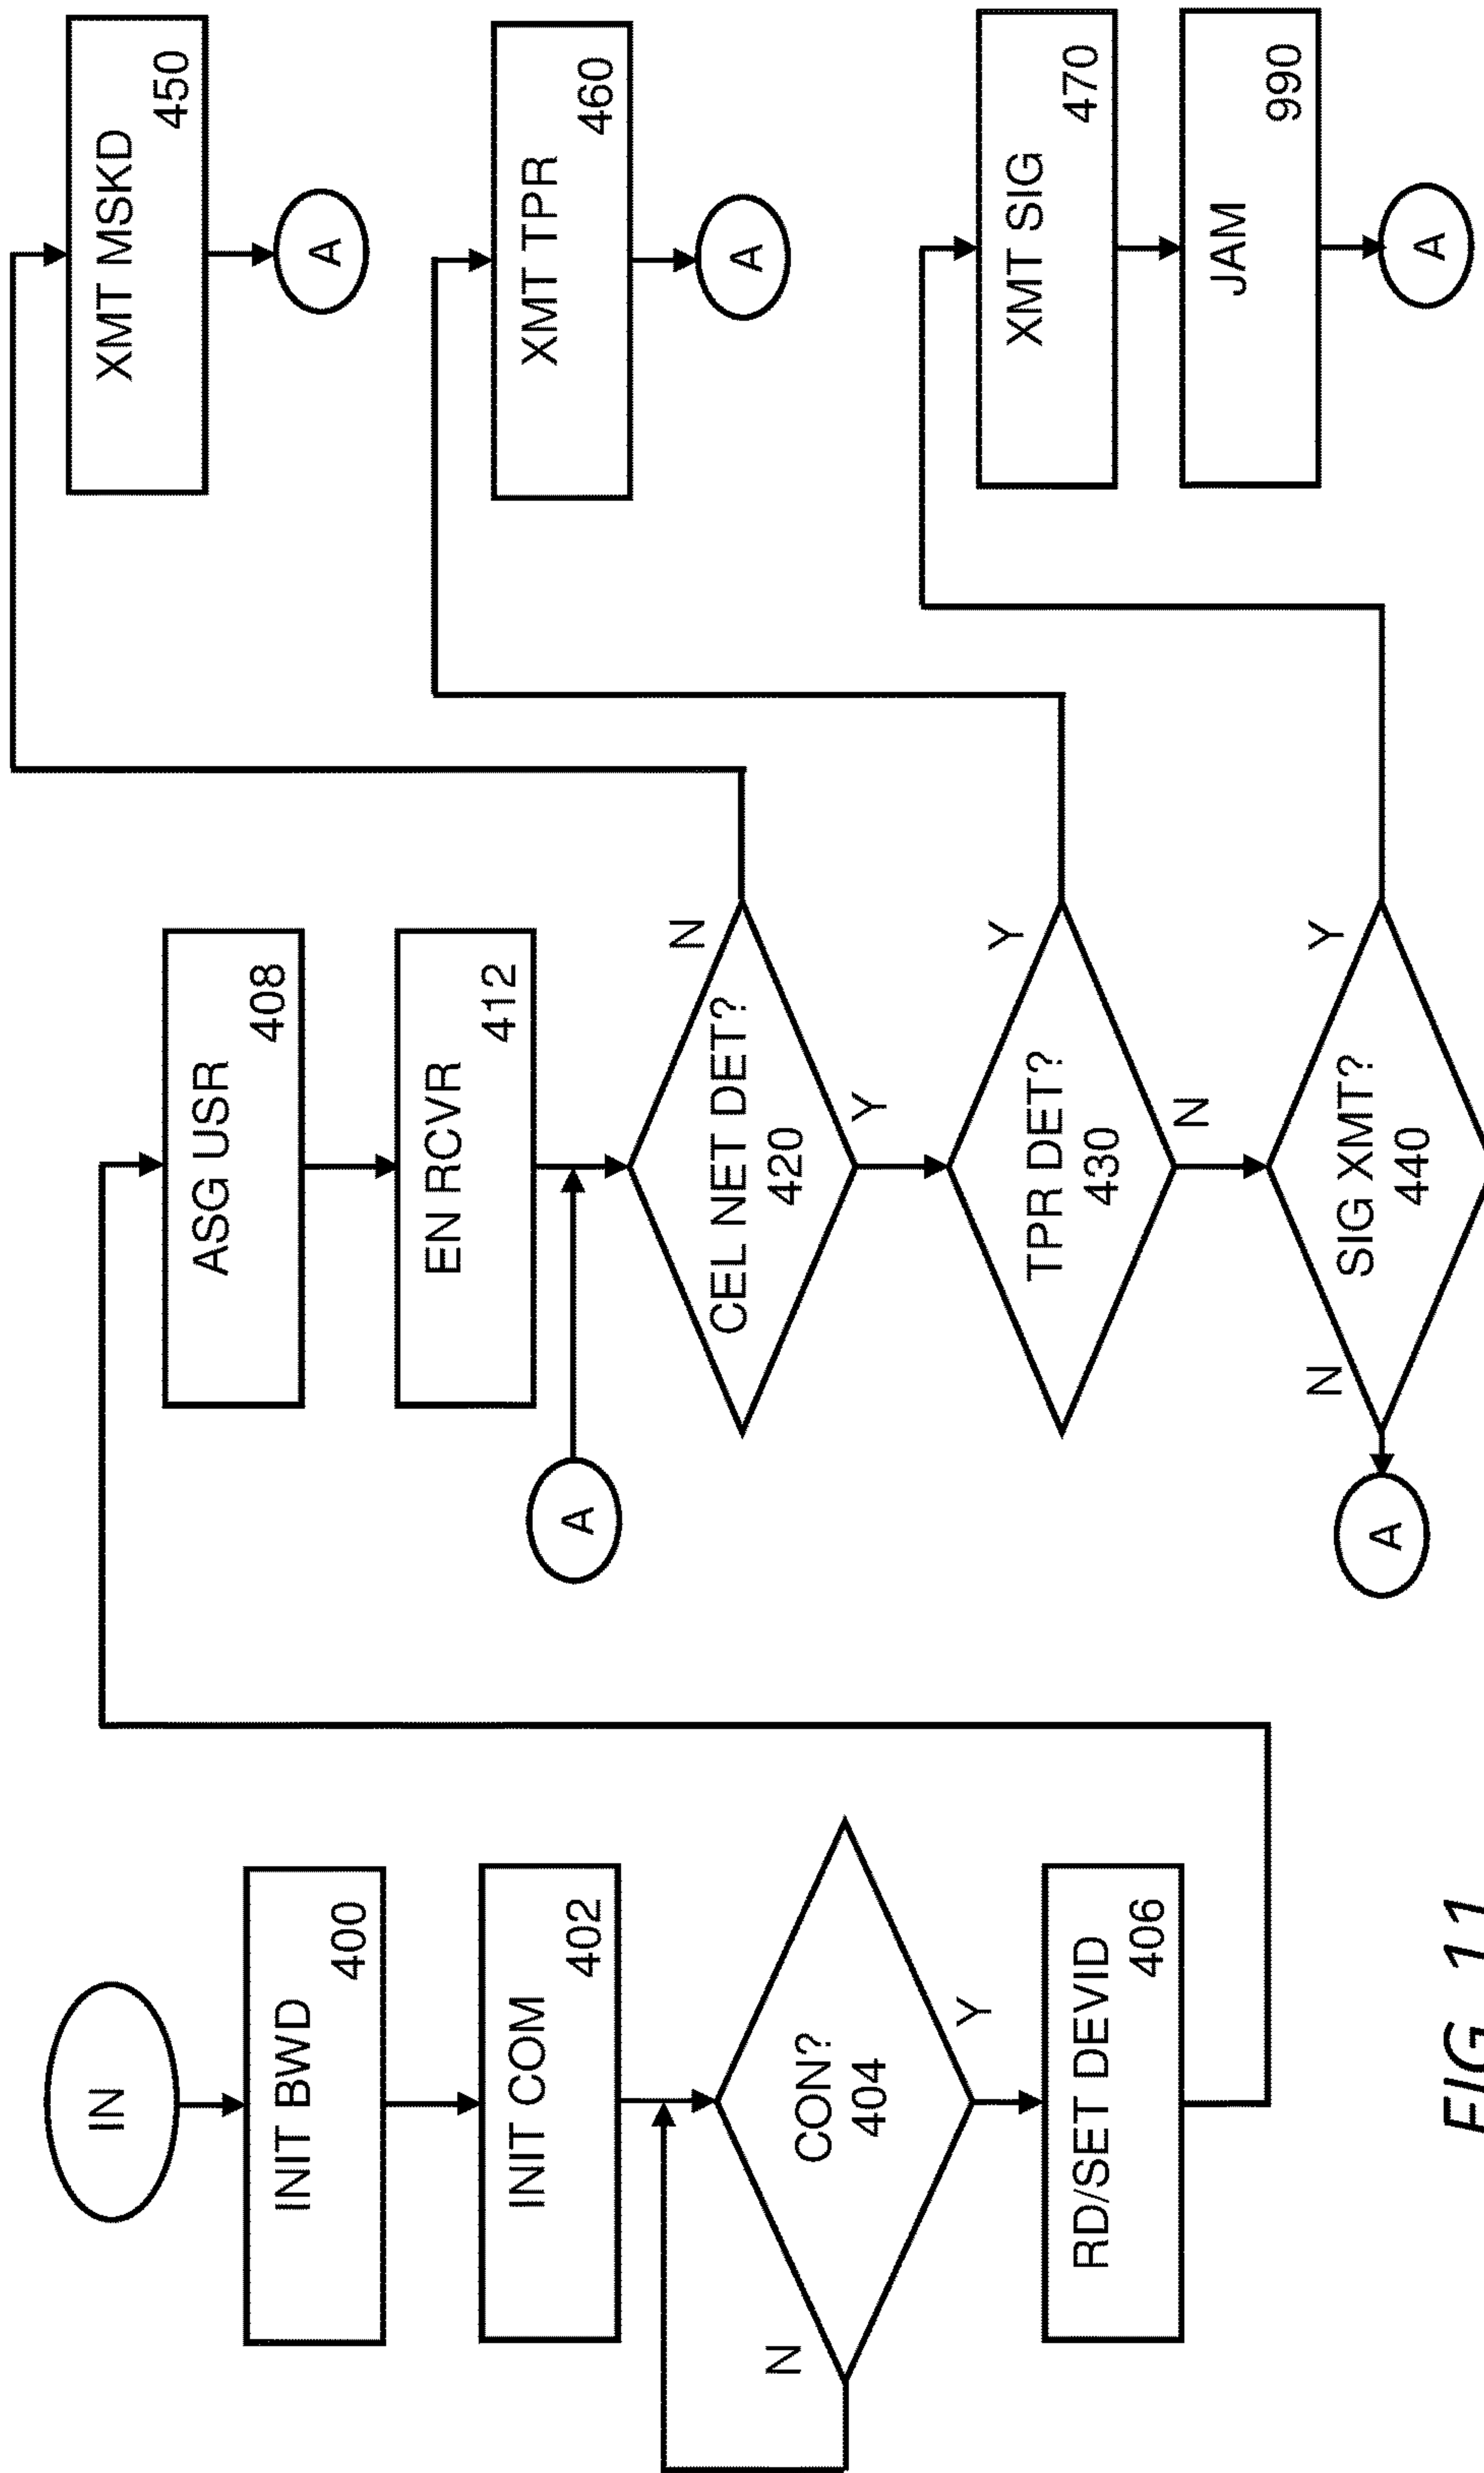 IN
INIT BWD
400
INIT COM
402
CON?
404
N
Y
RD/SET DEVID
406
ASG USR
408
EN RCVR
412
A
CEL NET DET?
420
N
Y
TPR DET?
430
Y
N
SIG XMT?
440
N
Y
A
XMT MSKD
450
A
XMT TPR
460
A
XMT SIG
470
JAM
990
A
FIG. 11